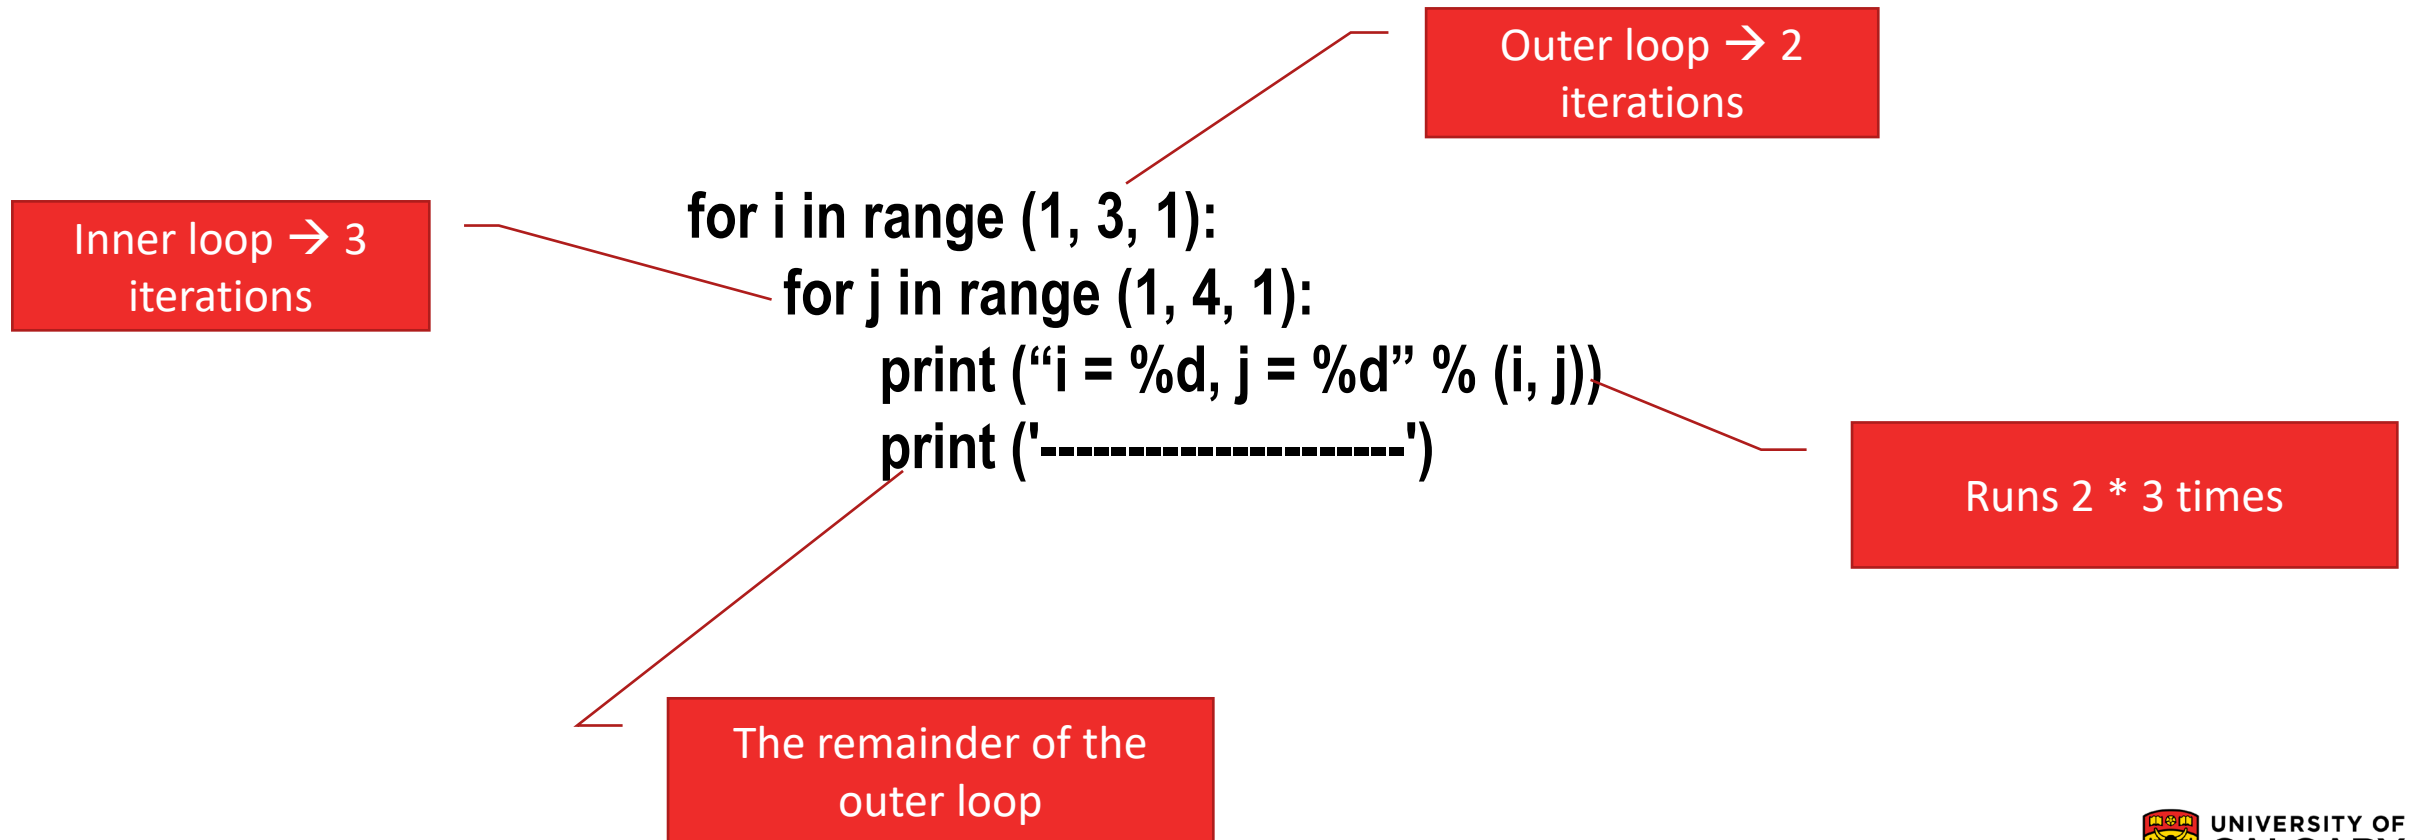 Outer loop → 2
iterations
Inner loop → 3
iterations
for i in range (1, 3, 1):
for j in range (1, 4, 1):
print (“i = %d, j = %d” % (i, j))
print ('---------------------')
Runs 2 * 3 times
The remainder of the
outer loop
UNIVERSITY OF